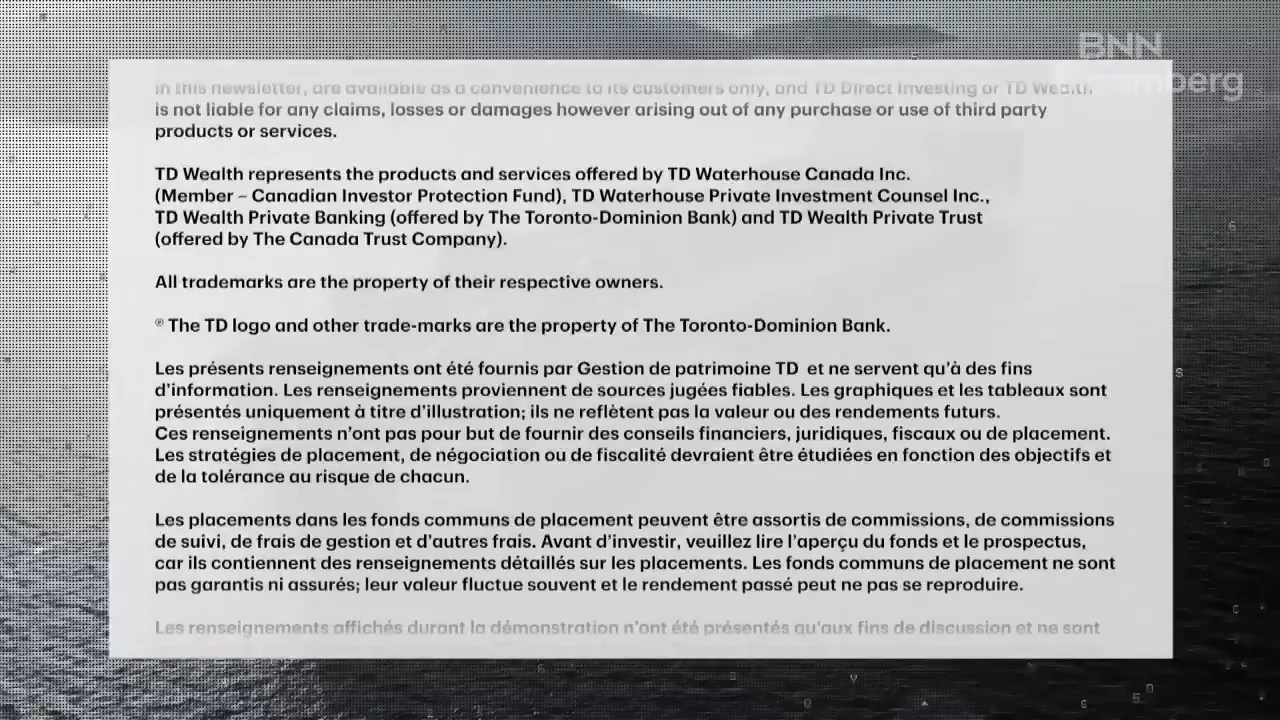 BNN
Bloomberg
in this newsletter, are available as a convenience to its customers only, and TD Direct Investing or TD Wealth
is not liable for any claims, losses or damages however arising out of any purchase or use of third party
products or services.
TD Wealth represents the products and services offered by TD Waterhouse Canada Inc.
(Member – Canadian Investor Protection Fund), TD Waterhouse Private Investment Counsel Inc.,
TD Wealth Private Banking (offered by The Toronto-Dominion Bank) and TD Wealth Private Trust
(offered by The Canada Trust Company).
All trademarks are the property of their respective owners.
® The TD logo and other trade-marks are the property of The Toronto-Dominion Bank.
Les présents renseignements ont été fournis par Gestion de patrimoine TD et ne servent qu'à des fins
d'information. Les renseignements proviennent de sources jugées fiables. Les graphiques et les tableaux sont
présentés uniquement à titre d'illustration; ils ne reflètent pas la valeur ou des rendements futurs.
Ces renseignements n'ont pas pour but de fournir des conseils financiers, juridiques, fiscaux ou de placement.
Les stratégies de placement, de négociation ou de fiscalité devraient être étudiées en fonction des objectifs et
de la tolérance au risque de chacun.
Les placements dans les fonds communs de placement peuvent être assortis de commissions, de commissions
de suivi, de frais de gestion et d'autres frais. Avant d'investir, veuillez lire l'aperçu du fonds et le prospectus,
car ils contiennent des renseignements détaillés sur les placements. Les fonds communs de placement ne sont
pas garantis ni assurés; leur valeur fluctue souvent et le rendement passé peut ne pas se reproduire.
Les renseignements affichés durant la démonstration n'ont été présentés qu'aux fins de discussion et ne sont